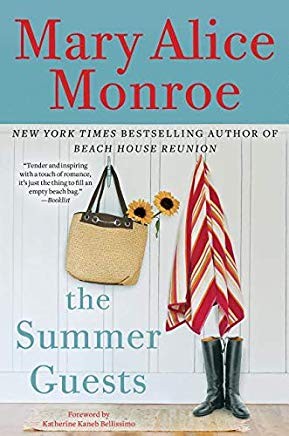 Mary Alice
Monroe
NEW YORK TIMES BESTSELLING AUTHOR OF
BEACH HOUSE REUNION
“Tender and inspiring
with a touch of romance,
it's just the thing to fill an
empty beach bag.”
—Booklist
the
Summer
Guests
Foreword by
Katherine Kaneb Bellissimo